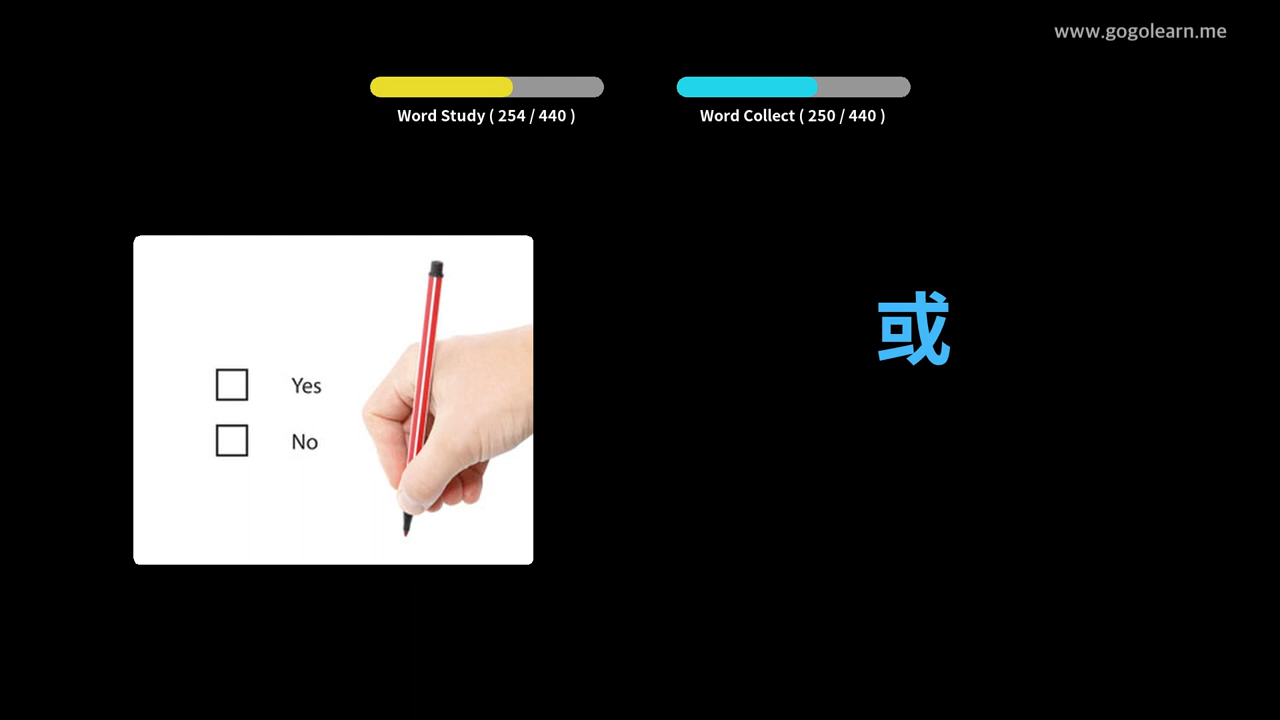 www.gogolearn.me
Word Study ( 254 / 440 )
Word Collect ( 250 / 440 )
或
Yes
No